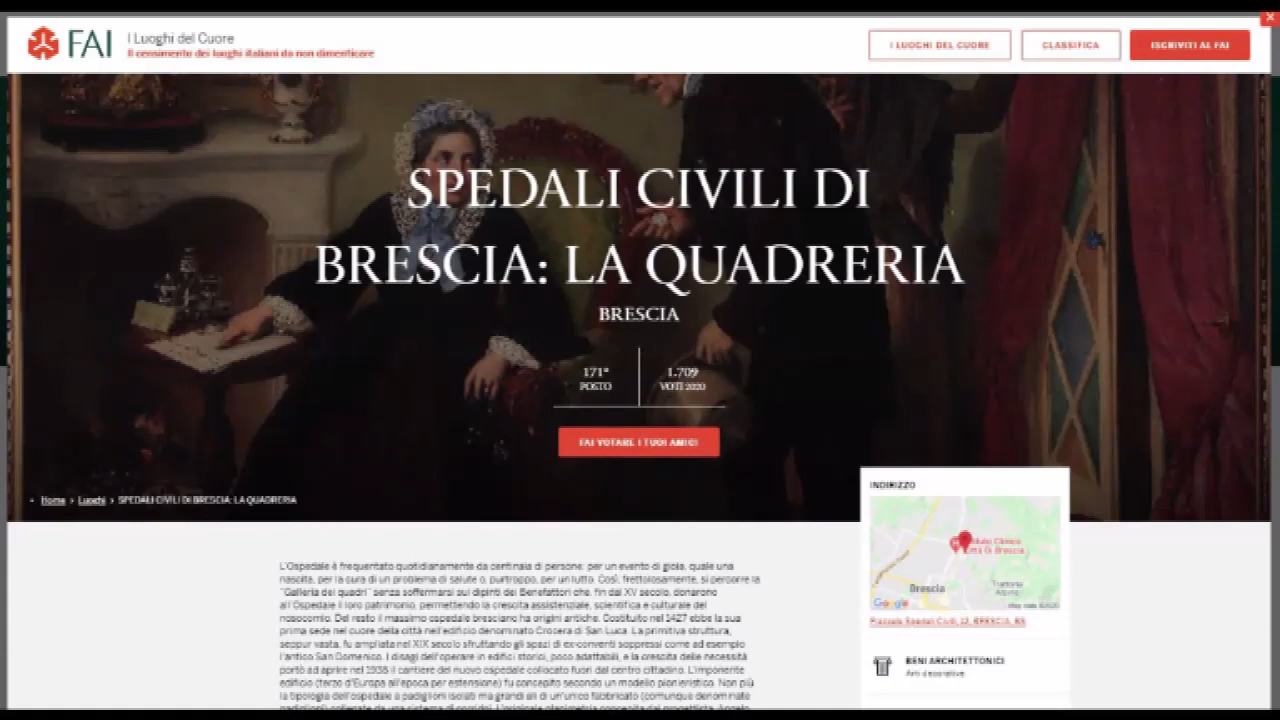 FAI
I Luoghi del Cuore
Il censimento dei luoghi italiani da non dimenticare
I LUOGHI DEL CUORE
CLASSIFICA
ISCRIVITI AL FAI
SPEDALI CIVILI DI
BRESCIA: LA QUADRERIA
BRESCIA
171°
POSTO
1.709
VOTI 2020
FAI VOTARE I TUOI AMICI
Home > Luoghi > SPEDALI CIVILI DI BRESCIA: LA QUADRERIA
INDIRIZZO
Istituto Clinico
Città Di Brescia
Brescia
Trattoria
Google
Map data ©2020
Piazzale Spedali Civili, 12, BRESCIA, BS
BENI ARCHITETTONICI
Arti decorative
L'Ospedale è frequentato quotidianamente da centinaia di persone: per un evento di gioia, quale una
nascita, per la cura di un problema di salute o, purtroppo, per un lutto. Così, frettolosamente, si percorre la
"Galleria dei quadri" senza soffermarsi sui dipinti dei Benefattori che, fin dal XV secolo, donarono
all'Ospedale il loro patrimonio, permettendo la crescita assistenziale, scientifica e culturale del
nosocomio. Del resto il massimo ospedale bresciano ha origini antiche. Costituito nel 1427 ebbe la sua
prima sede nel cuore della città nell'edificio denominato Crocera di San Luca. La primitiva struttura,
seppur vasta, fu ampliata nel XIX secolo sfruttando gli spazi di ex-conventi soppressi come ad esempio
l'antico San Domenico. I disagi dell'operare in edifici storici, poco adattabili, e la crescita delle necessità
portò ad aprire nel 1938 il cantiere del nuovo ospedale collocato fuori dal centro cittadino. L'imponente
edificio (terzo d'Europa all'epoca per estensione) fu concepito secondo un modello pionieristico. Non più
la tipologia dell'ospedale a padiglioni isolati ma grandi ali di un'unico fabbricato (comunque denominate